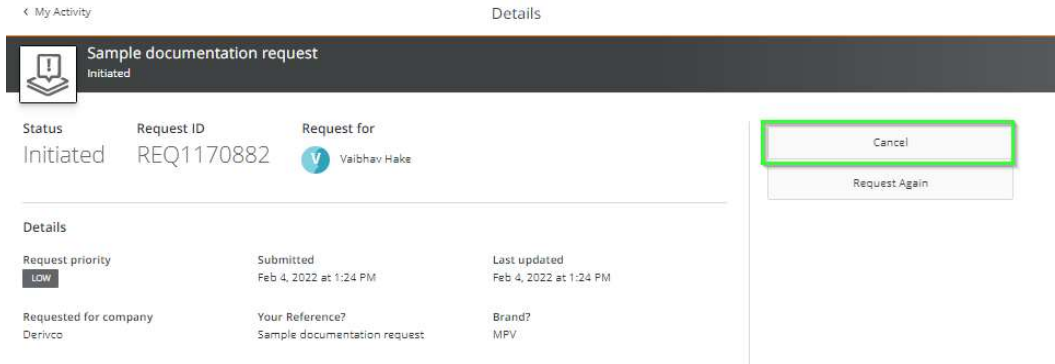 < My Activity
Details
Sample documentation request
Initiated
Status Request ID Request for
Initiated REQ1170882 V Vaibhav Hake
Cancel
Request Again
Details
Request priority Submitted Last updated
LOW Feb 4, 2022 at 1:24 PM Feb 4, 2022 at 1:24 PM
Requested for company Your Reference? Brand?
Derivco Sample documentation request MPV